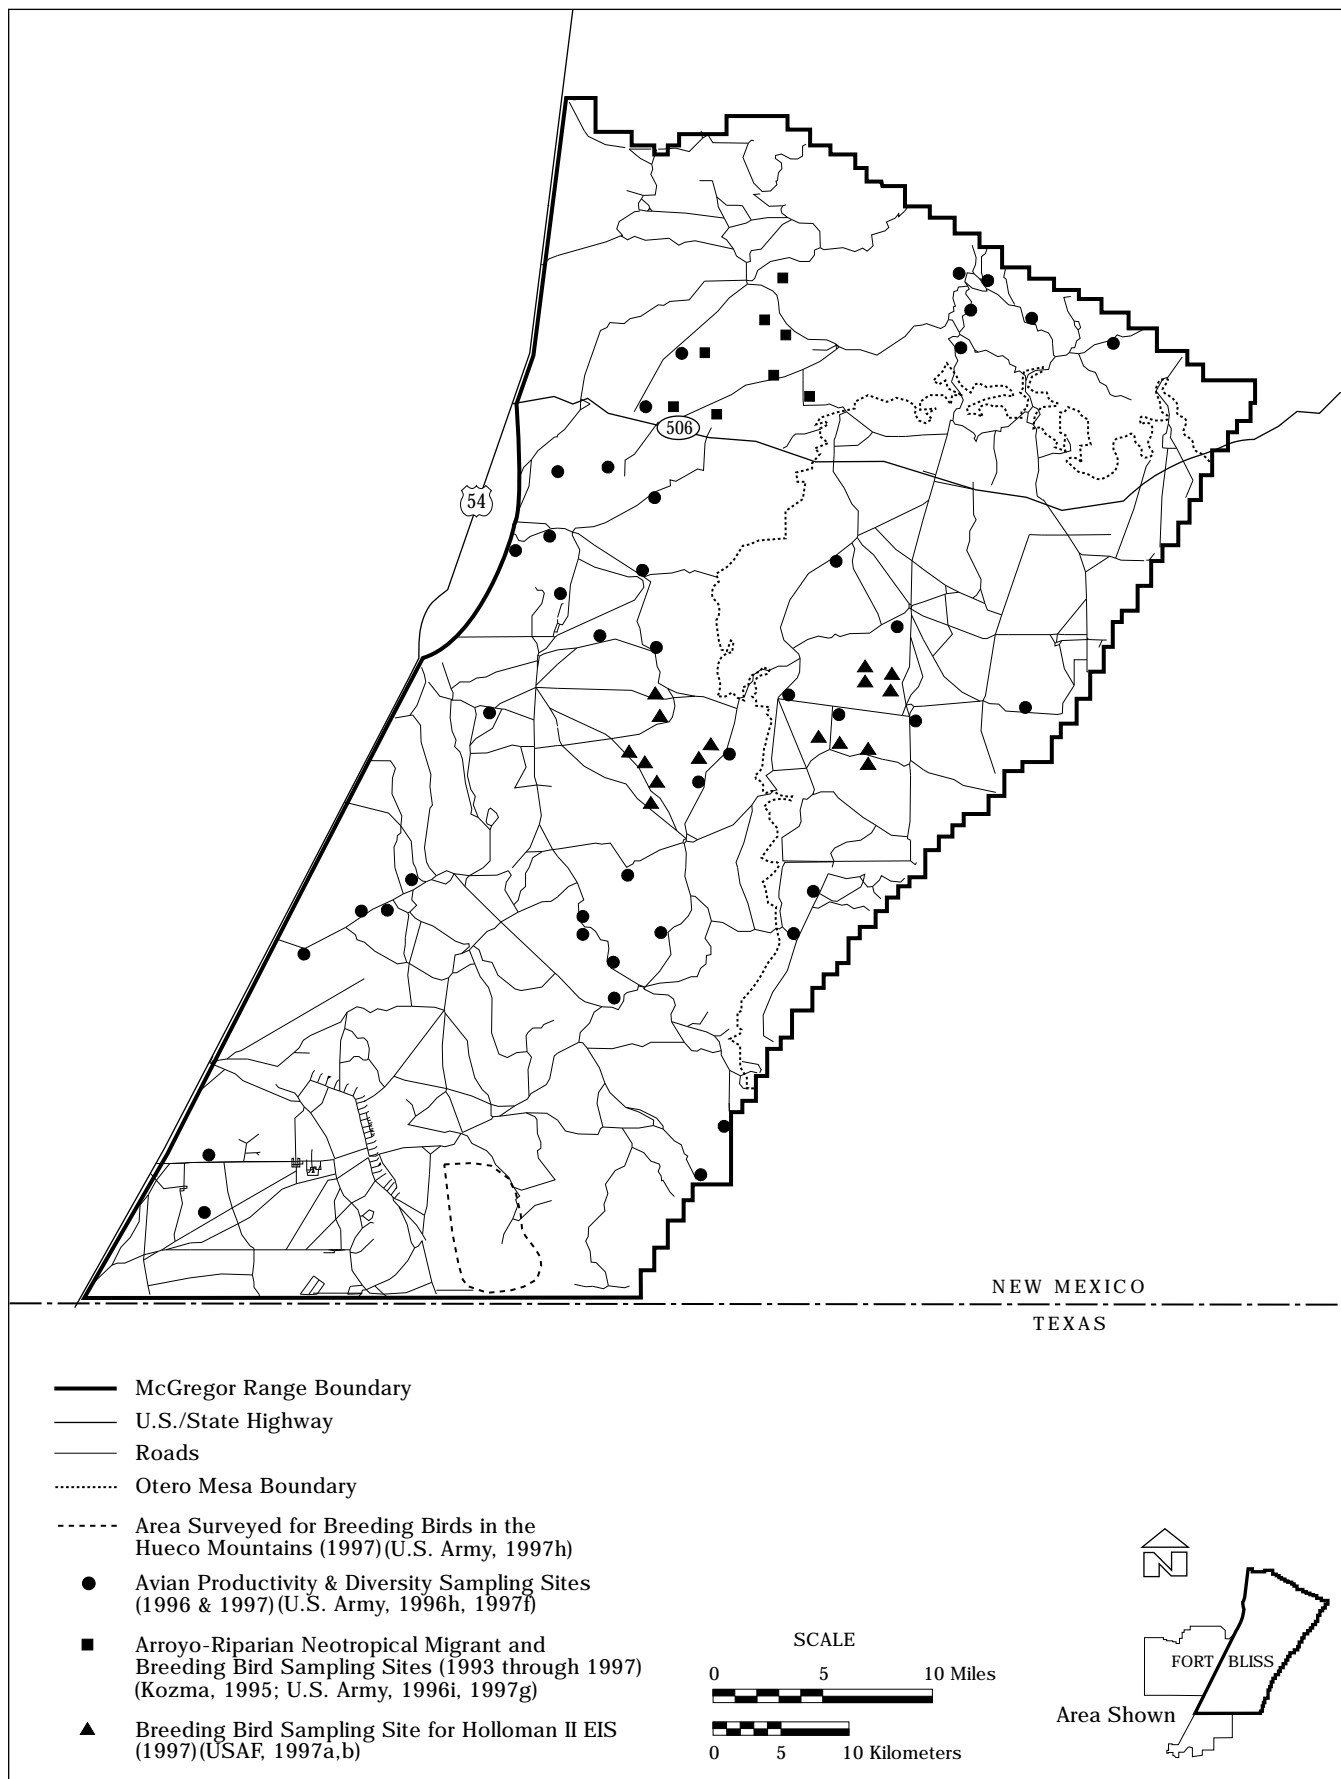 506
54
NEW MEXICO
TEXAS
McGregor Range Boundary
U.S./State Highway
Roads
Otero Mesa Boundary
Area Surveyed for Breeding Birds in the
Hueco Mountains (1997)(U.S. Army, 1997h)
Avian Productivity & Diversity Sampling Sites
(1996 & 1997)(U.S. Army, 1996h, 1997f)
Arroyo-Riparian Neotropical Migrant and
Breeding Bird Sampling Sites (1993 through 1997)
(Kozma, 1995; U.S. Army, 1996i, 1997g)
Breeding Bird Sampling Site for Holloman II EIS
(1997)(USAF, 1997a,b)
SCALE
0 5 10 Miles
0 5 10 Kilometers
N
FORT BLISS
Area Shown